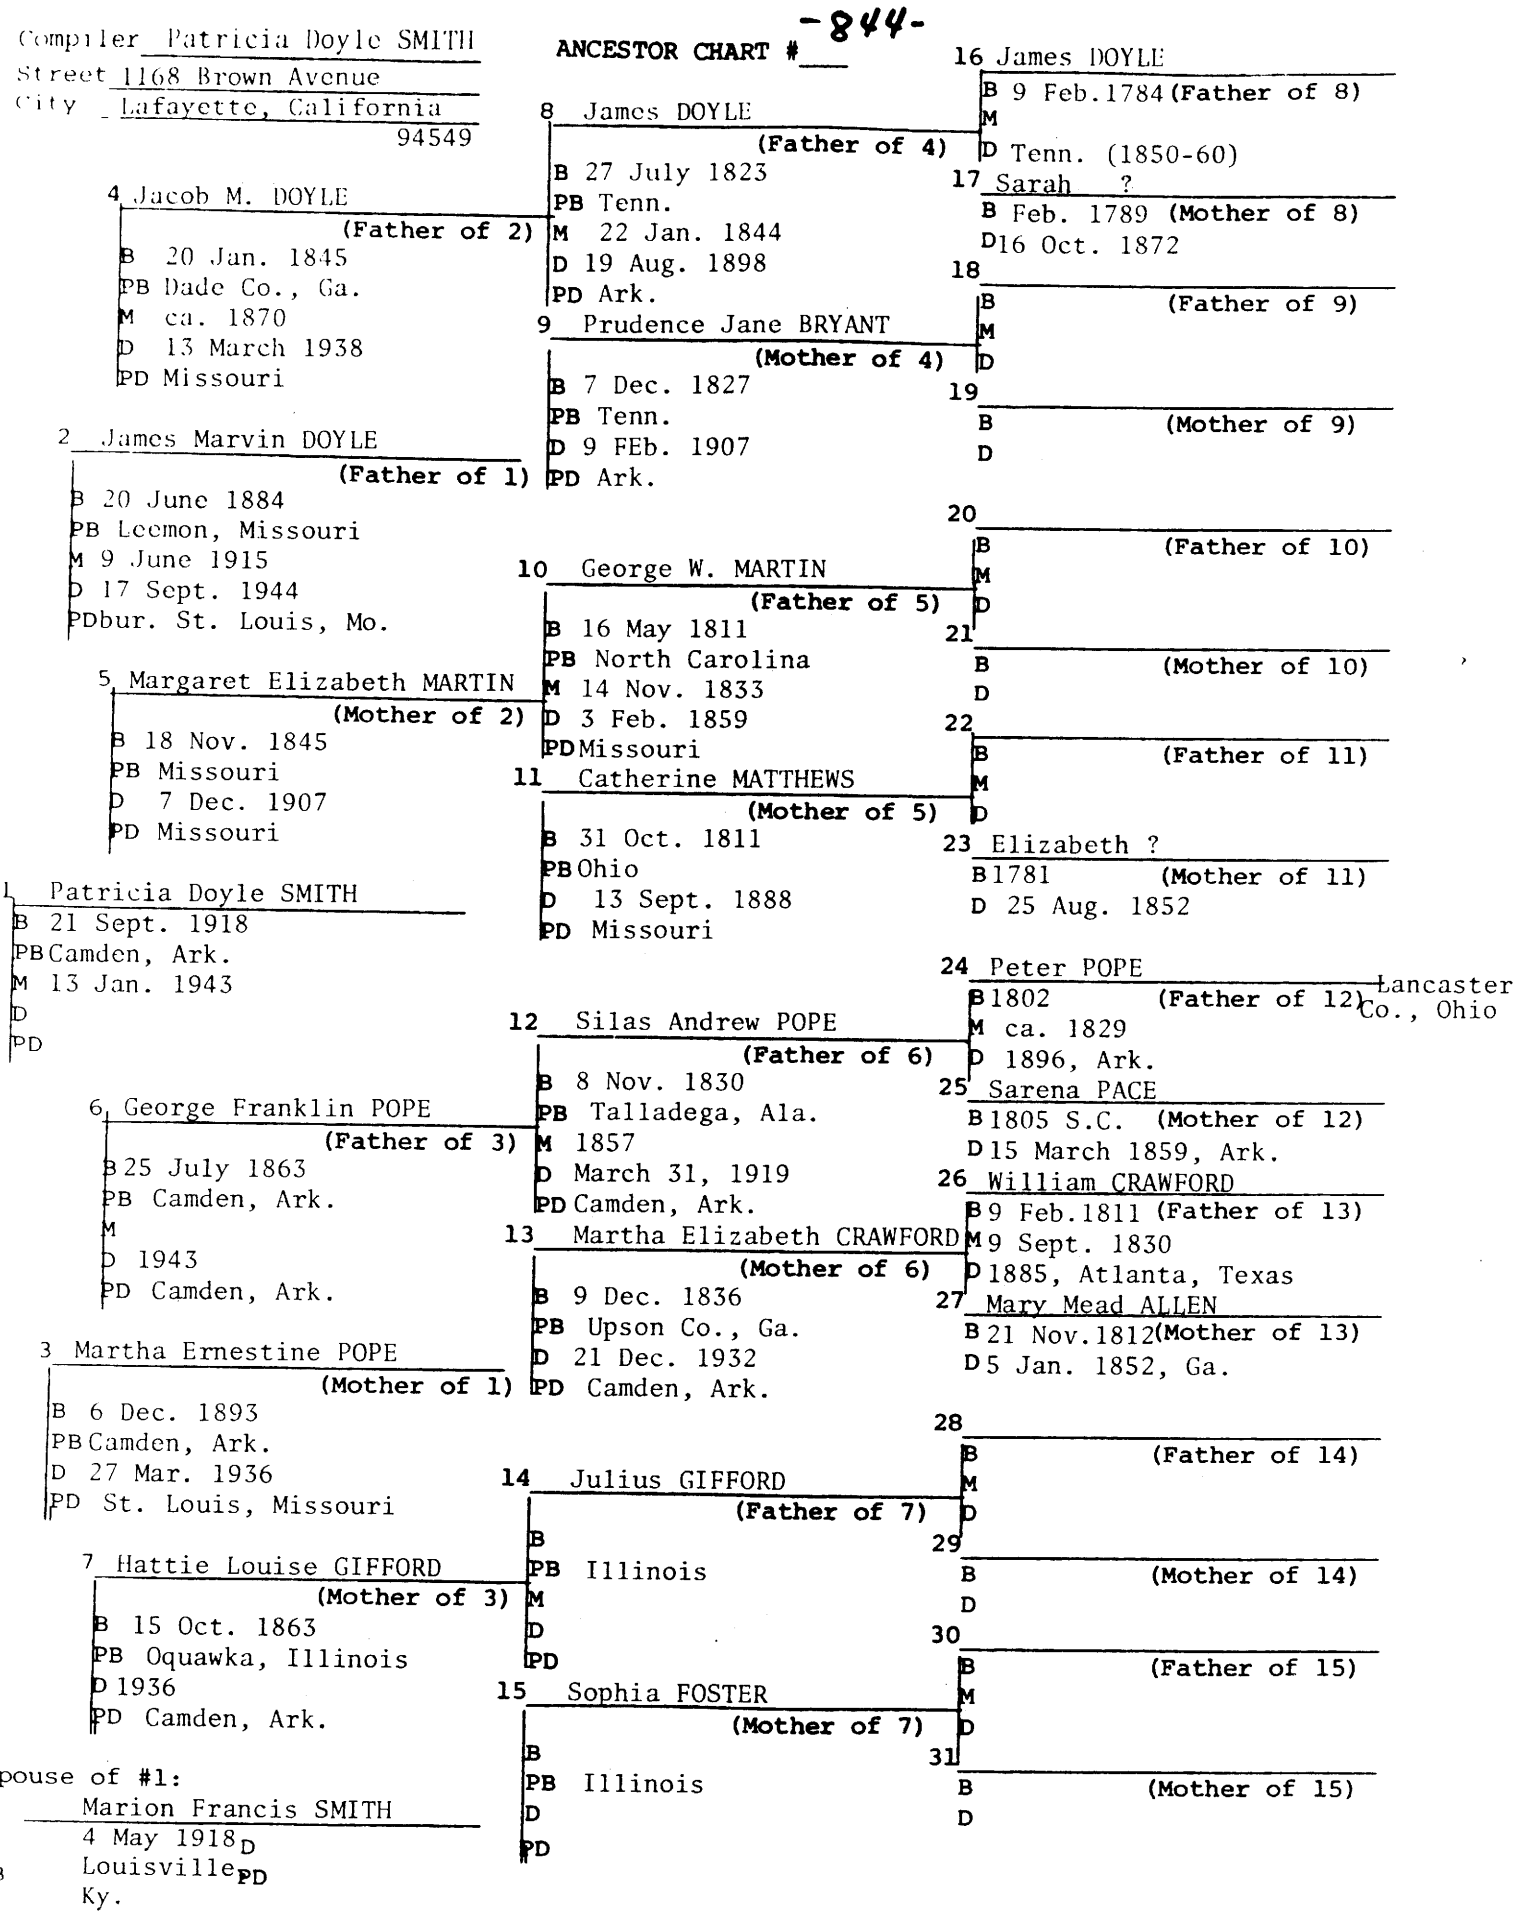 -844-
Compiler Patricia Doyle SMITH
ANCESTOR CHART #
Street 1168 Brown Avenue
City Lafayette, California
94549
1 Patricia Doyle SMITH
B 21 Sept. 1918
PB Camden, Ark.
M 13 Jan. 1943
D
PD
2 James Marvin DOYLE
(Father of 1)
B 20 June 1884
PB Leemon, Missouri
M 9 June 1915
D 17 Sept. 1944
PD bur. St. Louis, Mo.
3 Martha Ernestine POPE
(Mother of 1)
B 6 Dec. 1893
PB Camden, Ark.
D 27 Mar. 1936
PD St. Louis, Missouri
4 Jacob M. DOYLE
(Father of 2)
B 20 Jan. 1845
PB Dade Co., Ga.
M ca. 1870
D 13 March 1938
PD Missouri
5 Margaret Elizabeth MARTIN
(Mother of 2)
B 18 Nov. 1845
PB Missouri
D 7 Dec. 1907
PD Missouri
6 George Franklin POPE
(Father of 3)
B 25 July 1863
PB Camden, Ark.
M
D 1943
PD Camden, Ark.
7 Hattie Louise GIFFORD
(Mother of 3)
B 15 Oct. 1863
PB Oquawka, Illinois
D 1936
PD Camden, Ark.
pouse of #1:
Marion Francis SMITH
4 May 1918 D
Louisville PD
Ky.
8 James DOYLE
(Father of 4)
B 27 July 1823
PB Tenn.
M 22 Jan. 1844
D 19 Aug. 1898
PD Ark.
9 Prudence Jane BRYANT
(Mother of 4)
B 7 Dec. 1827
PB Tenn.
D 9 FEb. 1907
PD Ark.
10 George W. MARTIN
(Father of 5)
B 16 May 1811
PB North Carolina
M 14 Nov. 1833
D 3 Feb. 1859
PD Missouri
11 Catherine MATTHEWS
(Mother of 5)
B 31 Oct. 1811
PB Ohio
D 13 Sept. 1888
PD Missouri
12 Silas Andrew POPE
(Father of 6)
B 8 Nov. 1830
PB Talladega, Ala.
M 1857
D March 31, 1919
PD Camden, Ark.
13 Martha Elizabeth CRAWFORD
(Mother of 6)
B 9 Dec. 1836
PB Upson Co., Ga.
D 21 Dec. 1932
PD Camden, Ark.
14 Julius GIFFORD
(Father of 7)
B
PB Illinois
M
D
PD
15 Sophia FOSTER
(Mother of 7)
B
PB Illinois
D
PD
16 James DOYLE
B 9 Feb.1784 (Father of 8)
M
D Tenn. (1850-60)
17 Sarah ?
B Feb. 1789 (Mother of 8)
D 16 Oct. 1872
18
B (Father of 9)
M
D
19
B (Mother of 9)
D
20
B (Father of 10)
M
D
21
B (Mother of 10)
D
22
B (Father of 11)
M
D
23 Elizabeth ?
B 1781 (Mother of 11)
D 25 Aug. 1852
24 Peter POPE
B 1802 (Father of 12) Lancaster
Co., Ohio
M ca. 1829
D 1896, Ark.
25 Sarena PACE
B 1805 S.C. (Mother of 12)
D 15 March 1859, Ark.
26 William CRAWFORD
B 9 Feb.1811 (Father of 13)
M 9 Sept. 1830
D 1885, Atlanta, Texas
27 Mary Mead ALLEN
B 21 Nov.1812 (Mother of 13)
D 5 Jan. 1852, Ga.
28
B (Father of 14)
M
D
29
B (Mother of 14)
D
30
B (Father of 15)
M
D
31
B (Mother of 15)
D